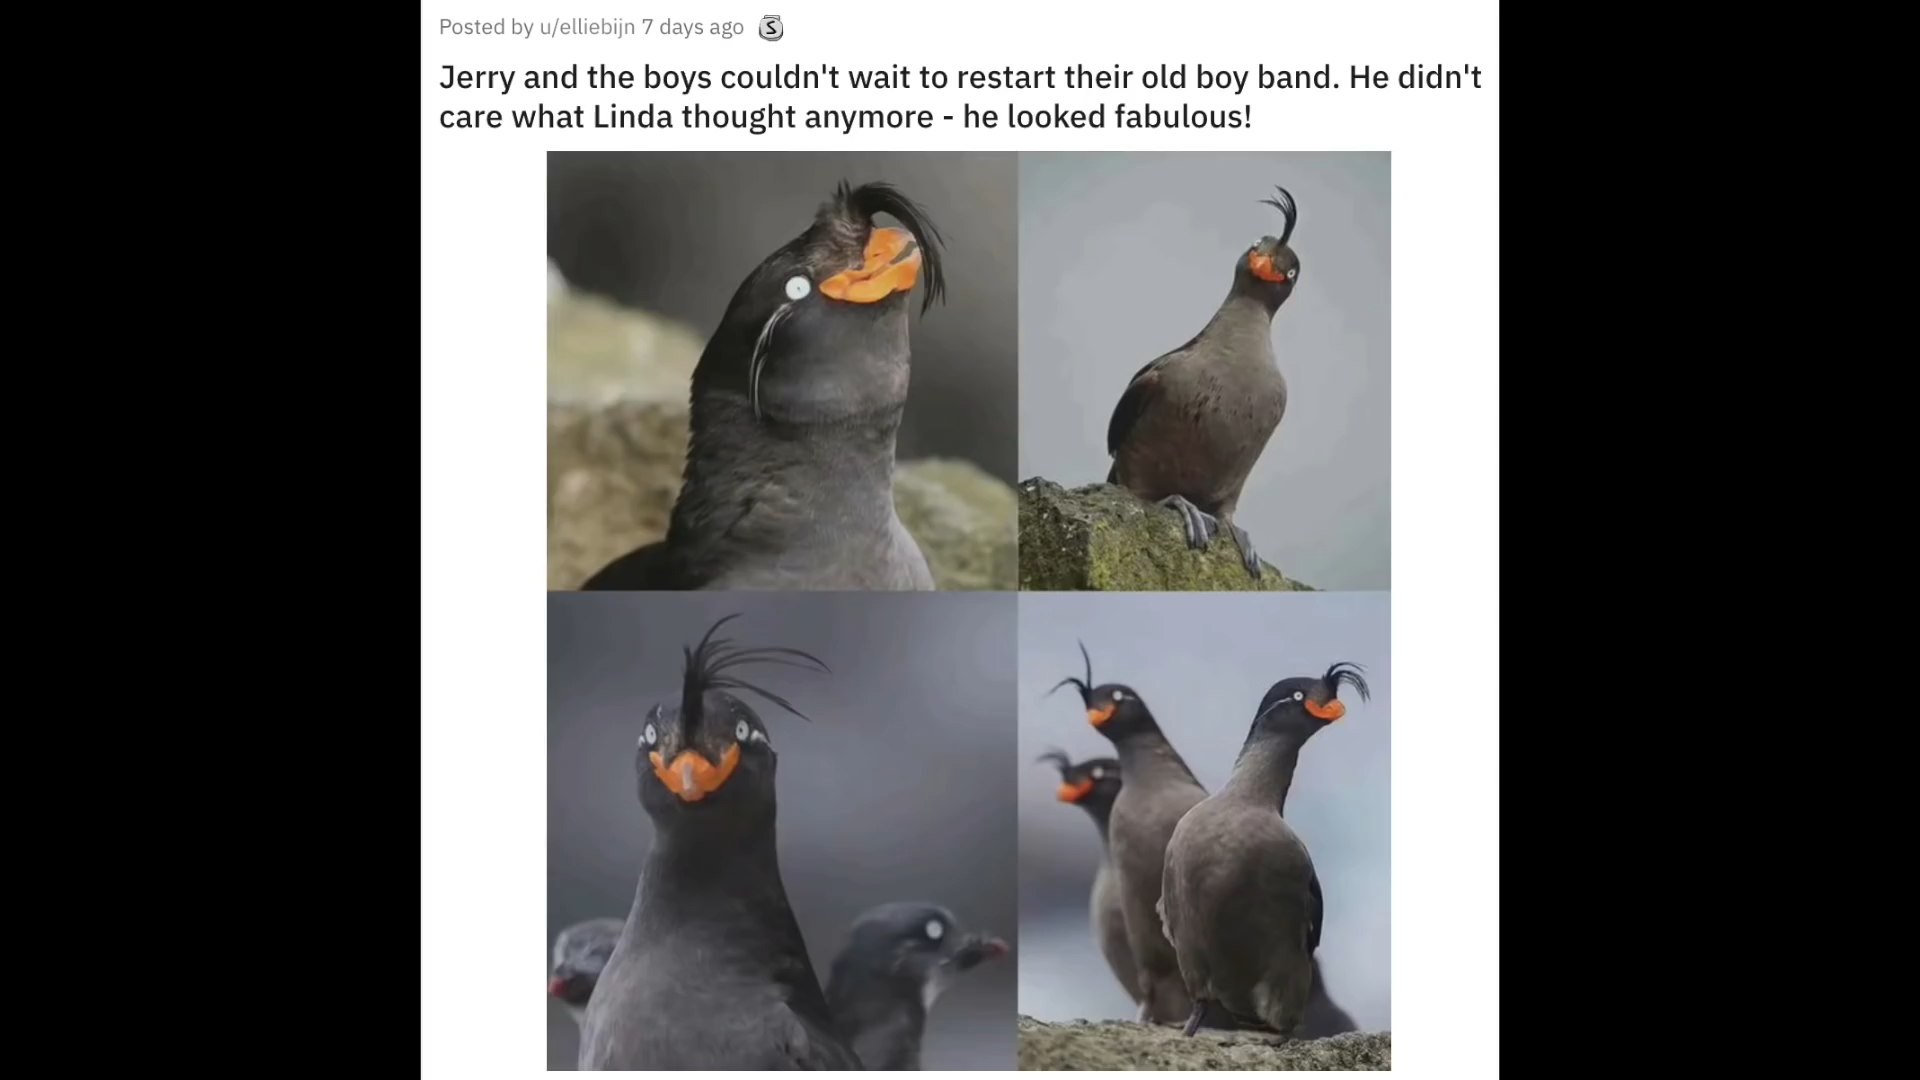 Posted by u/elliebijn 7 days ago
Jerry and the boys couldn't wait to restart their old boy band. He didn't
care what Linda thought anymore - he looked fabulous!